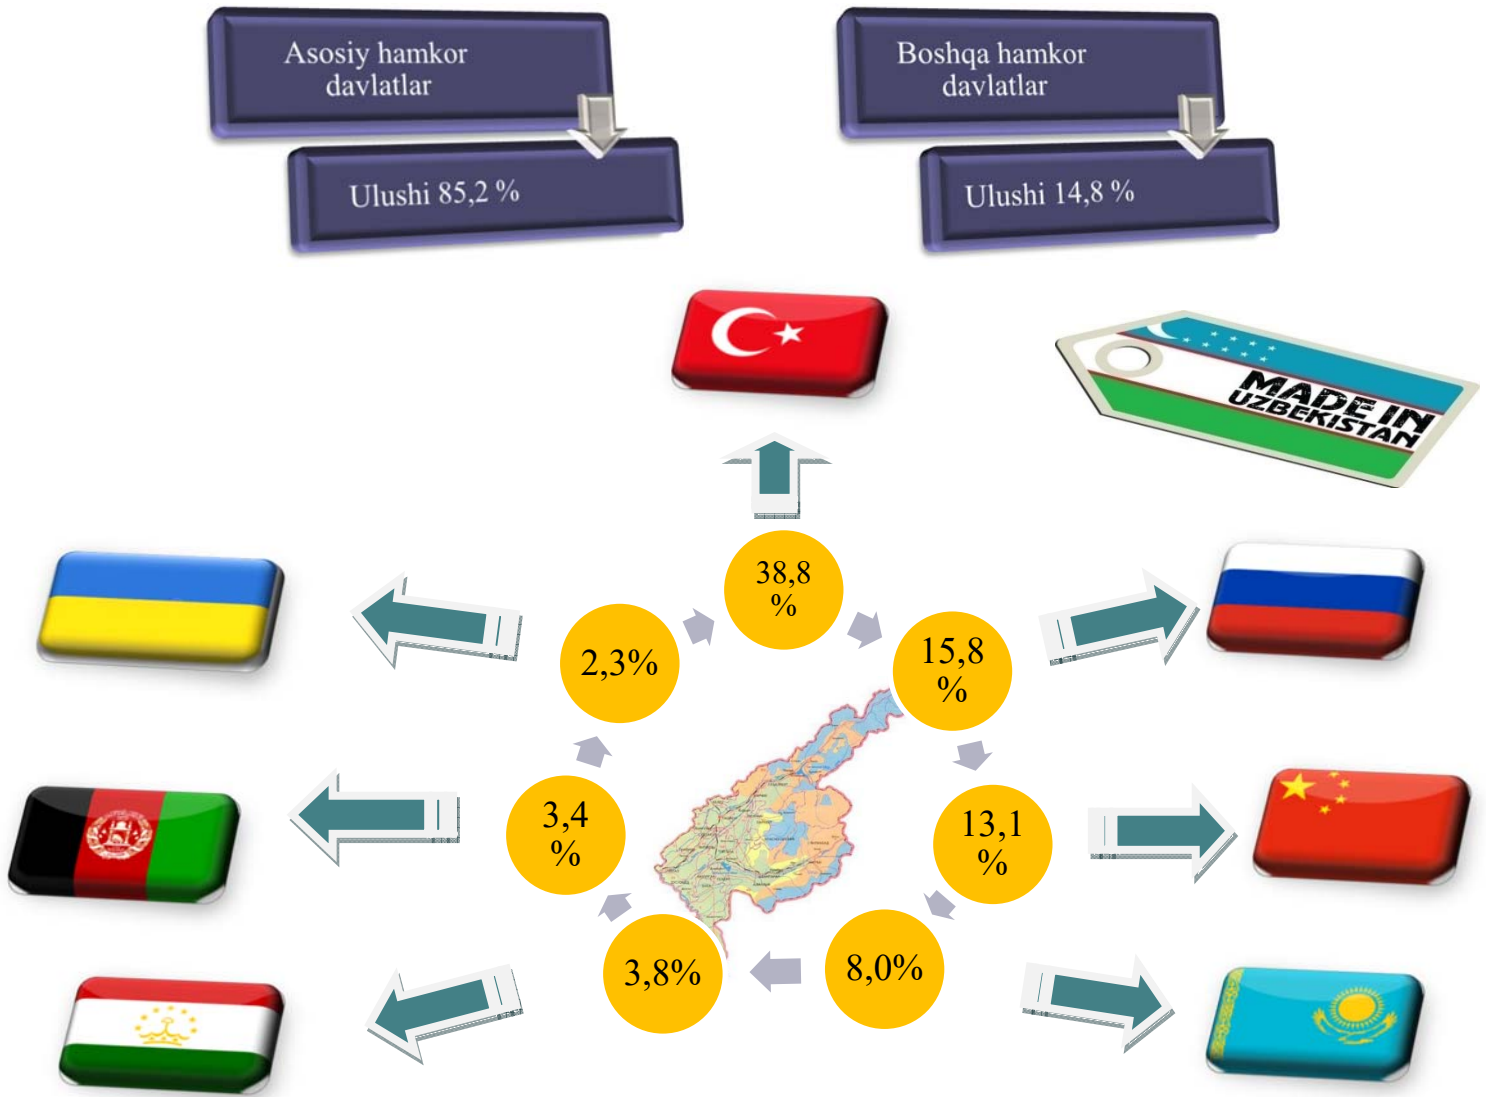 Asosiy hamkor
davlatlar
Boshqa hamkor
davlatlar
Ulushi 85,2 %
Ulushi 14,8 %
MADE IN
UZBEKISTAN
38,8
%
2,3%
15,8
%
3,4
%
13,1
%
3,8%
8,0%